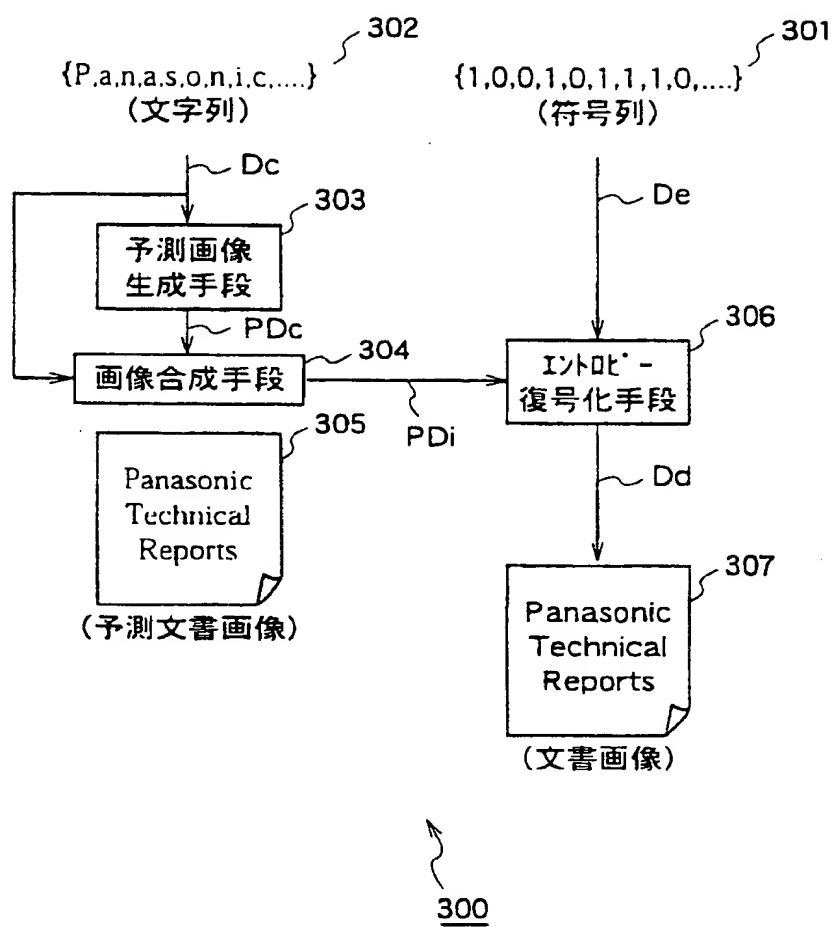 302
301
{P,a,n,a,s,o,n,i,c,....}
{1,0,0,1,0,1,1,1,0,....}
(文字列)
(符号列)
Dc
De
303
予測画像
生成手段
PDc
304
306
画像合成手段
PDi
エントロピー
復号化手段
305
Panasonic
Technical
Reports
(予測文書画像)
Dd
307
Panasonic
Technical
Reports
(文書画像)
300